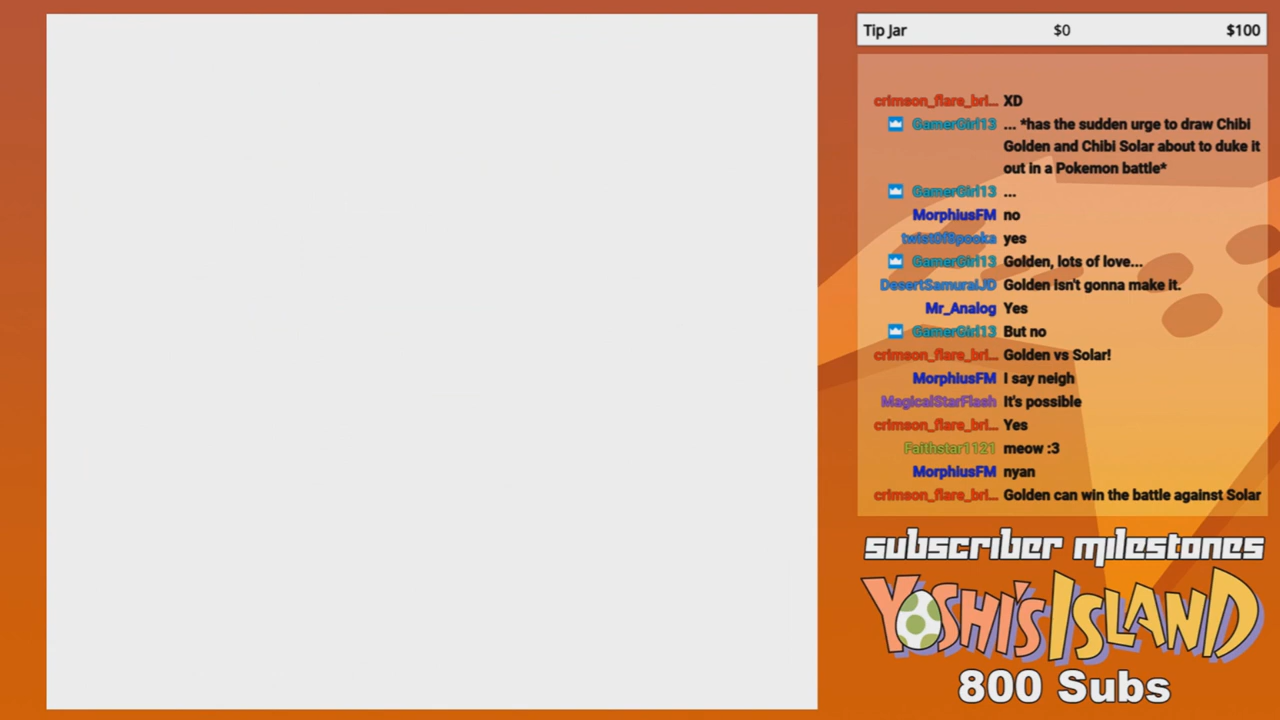 Tip Jar $0 $100
crimson_flare_bri... XD
GamerGirl13 ... *has the sudden urge to draw Chibi
Golden and Chibi Solar about to duke it
out in a Pokemon battle*
GamerGirl13 ...
MorphiusFM no
twist0f8pooka yes
GamerGirl13 Golden, lots of love...
DesertSamuraiJD Golden isn't gonna make it.
Mr_Analog Yes
GamerGirl13 But no
crimson_flare_bri... Golden vs Solar!
MorphiusFM I say neigh
MagicalStarFlash It's possible
crimson_flare_bri... Yes
Faithstar1121 meow :3
MorphiusFM nyan
crimson_flare_bri... Golden can win the battle against Solar
subscriber milestones
YOSHI'S ISLAND
800 Subs